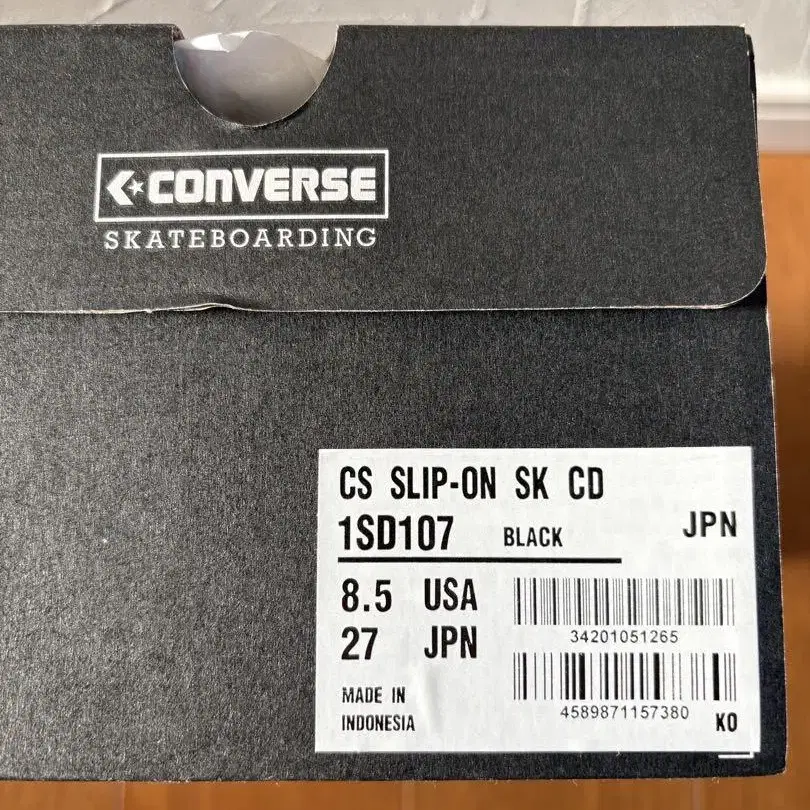 CONVERSE
SKATEBOARDING
CS SLIP-ON SK CD
1SD107 BLACK JPN
8.5 USA
27 JPN
34201051265
MADE IN
INDONESIA
4589871157380 KO